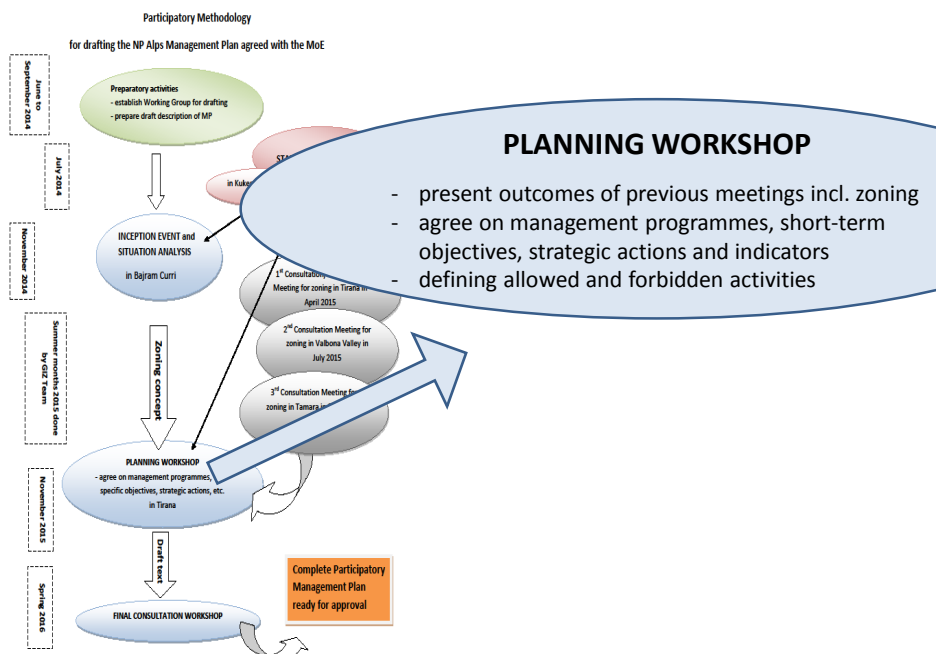 Participatory Methodology
for drafting the NP Alps Management Plan agreed with the MoE
June to
September 2014
Preparatory activities
- establish Working Group for drafting
- prepare draft description of MP
July 2014
in
PLANNING WORKSHOP
- present outcomes of previous meetings incl. zoning
- agree on management programmes, short-term
objectives, strategic actions and indicators
- defining allowed and forbidden activities
November 2014
INCEPTION EVENT and
SITUATION ANALYSIS
in Bajram Curri
1st Consultation
Meeting for zoning in Tirana in
April 2015
2nd Consultation Meeting for
zoning in Valbona Valley in
July 2015
3rd Consultation Meeting for
zoning in Tamara in
Summer months 2015 done
by GIZ Team
Zoning concept
November 2015
PLANNING WORKSHOP
- agree on management programmes,
specific objectives, strategic actions, etc.
in Tirana
Draft text
Spring 2016
FINAL CONSULTATION WORKSHOP
Complete Participatory
Management Plan
ready for approval